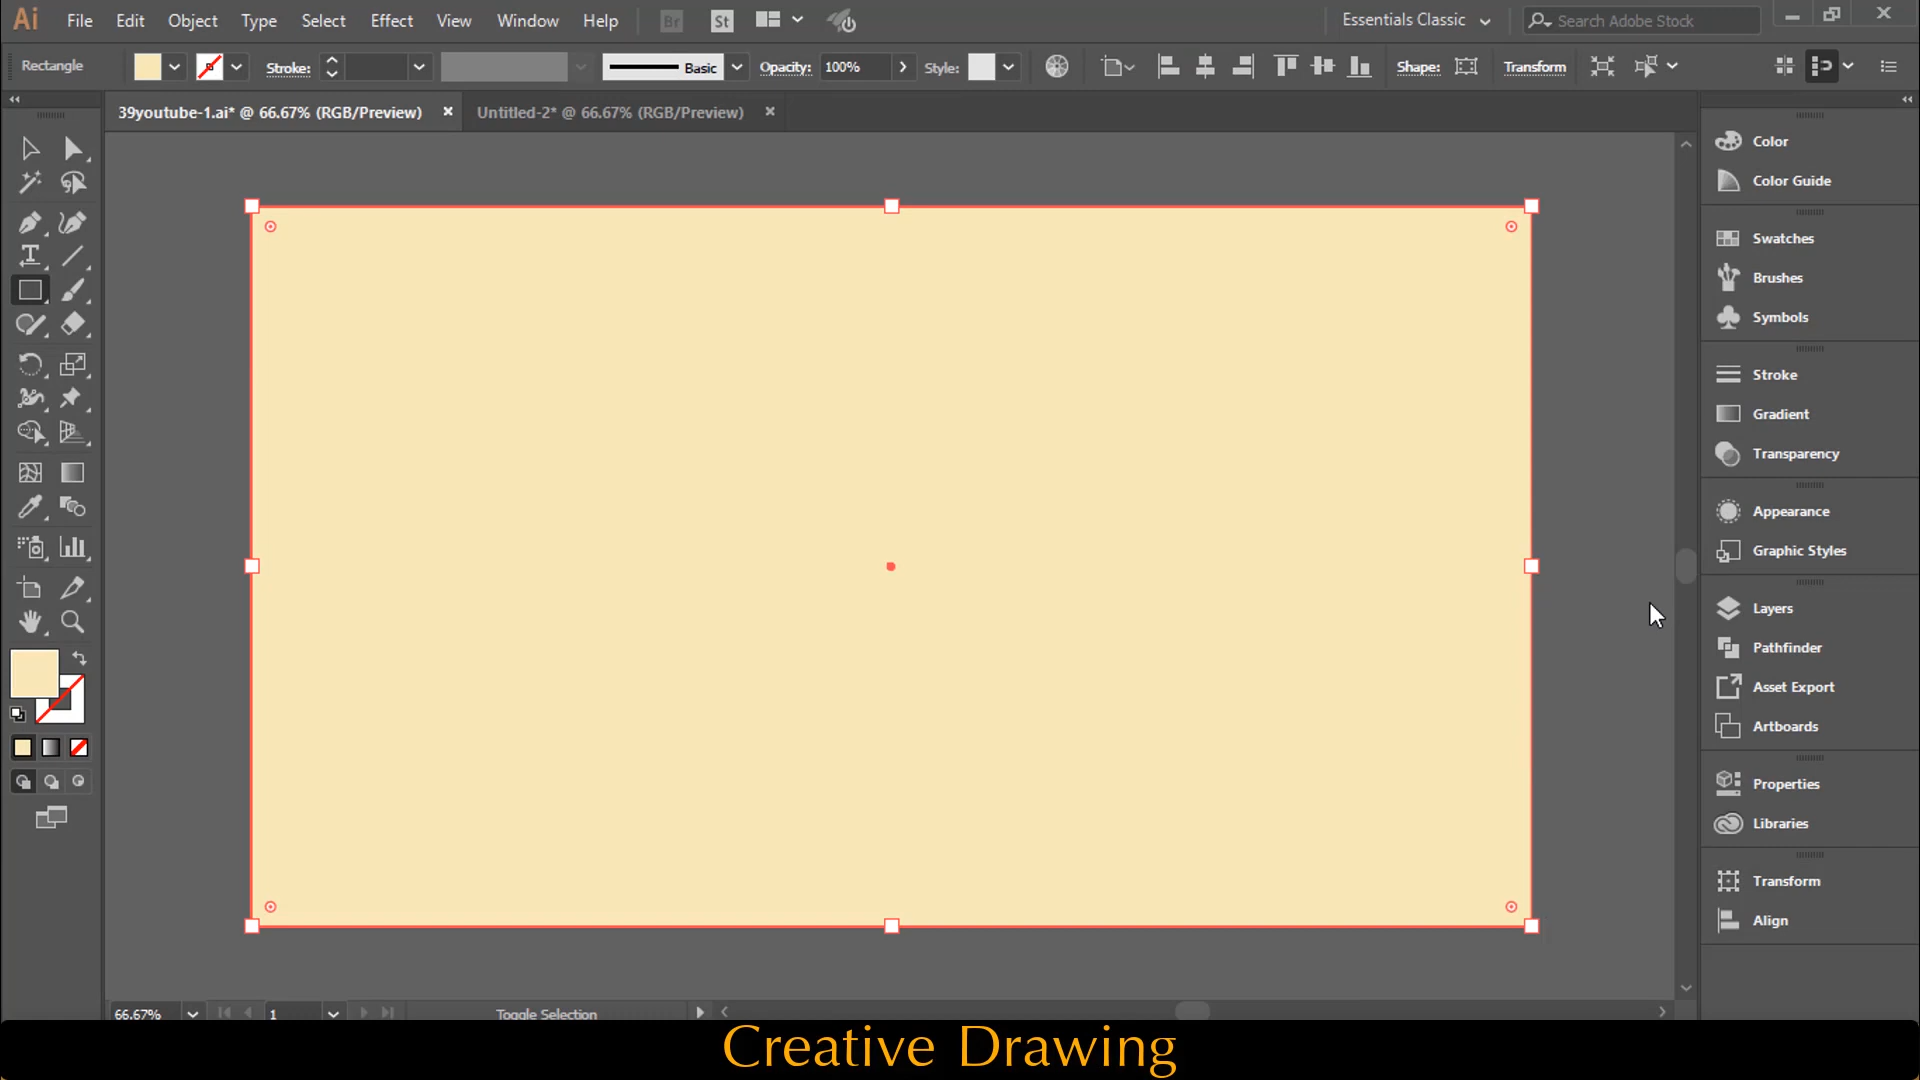 Ai File Edit Object Type Select Effect View Window Help Br St Essentials Classic Search Adobe Stock
Rectangle Stroke: Basic Opacity: 100% Style: Shape: Transform
39youtube-1.ai* @ 66.67% (RGB/Preview) Untitled-2* @ 66.67% (RGB/Preview)
Color
Color Guide
Swatches
Brushes
Symbols
Stroke
Gradient
Transparency
Appearance
Graphic Styles
Layers
Pathfinder
Asset Export
Artboards
Properties
Libraries
Transform
Align
66.67% 1 Toggle Selection
Creative Drawing